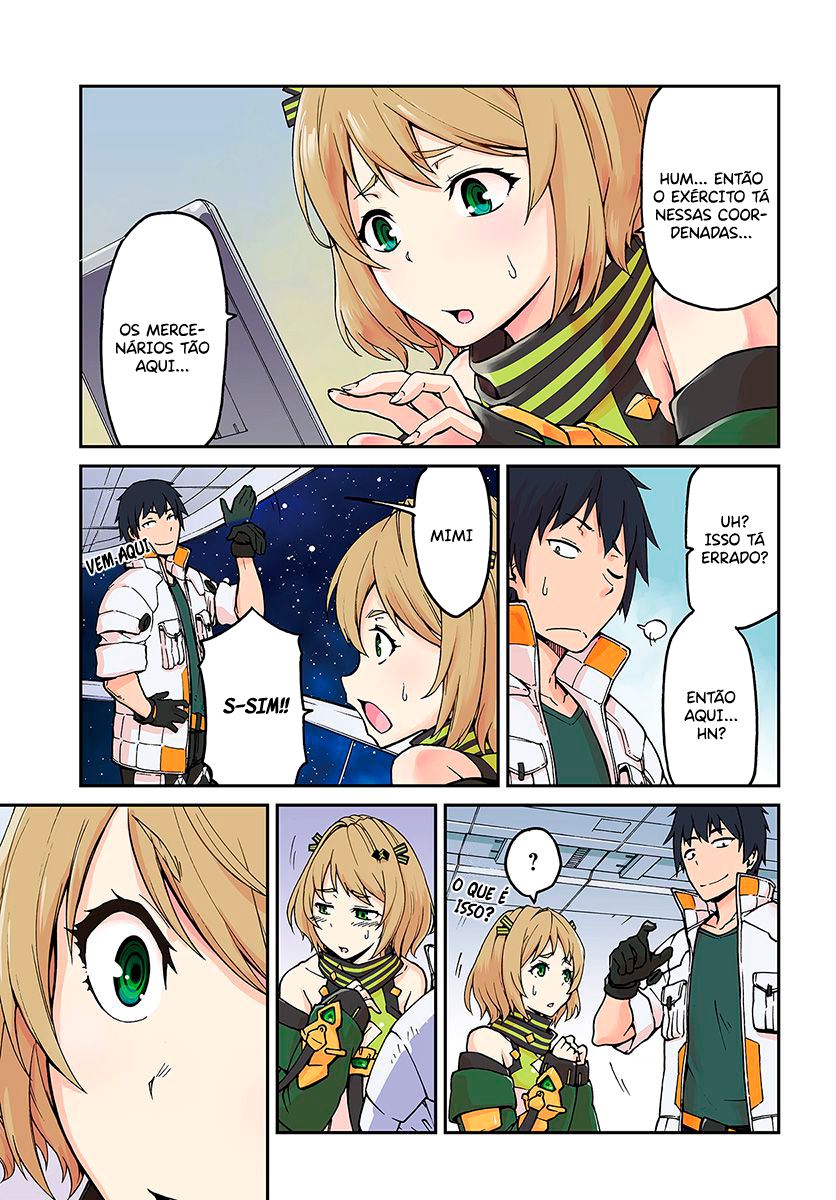 HUM... ENTÃO
O EXÉRCITO TÁ
NESSAS COOR-
DENADAS...
OS MERCE-
NÁRIOS TÃO
AQUI...
UH?
ISSO TÁ
ERRADO?
ENTÃO
AQUI...
HN?
MIMI
VEM AQUI
S-SIM!!
?
O QUE É
ISSO?